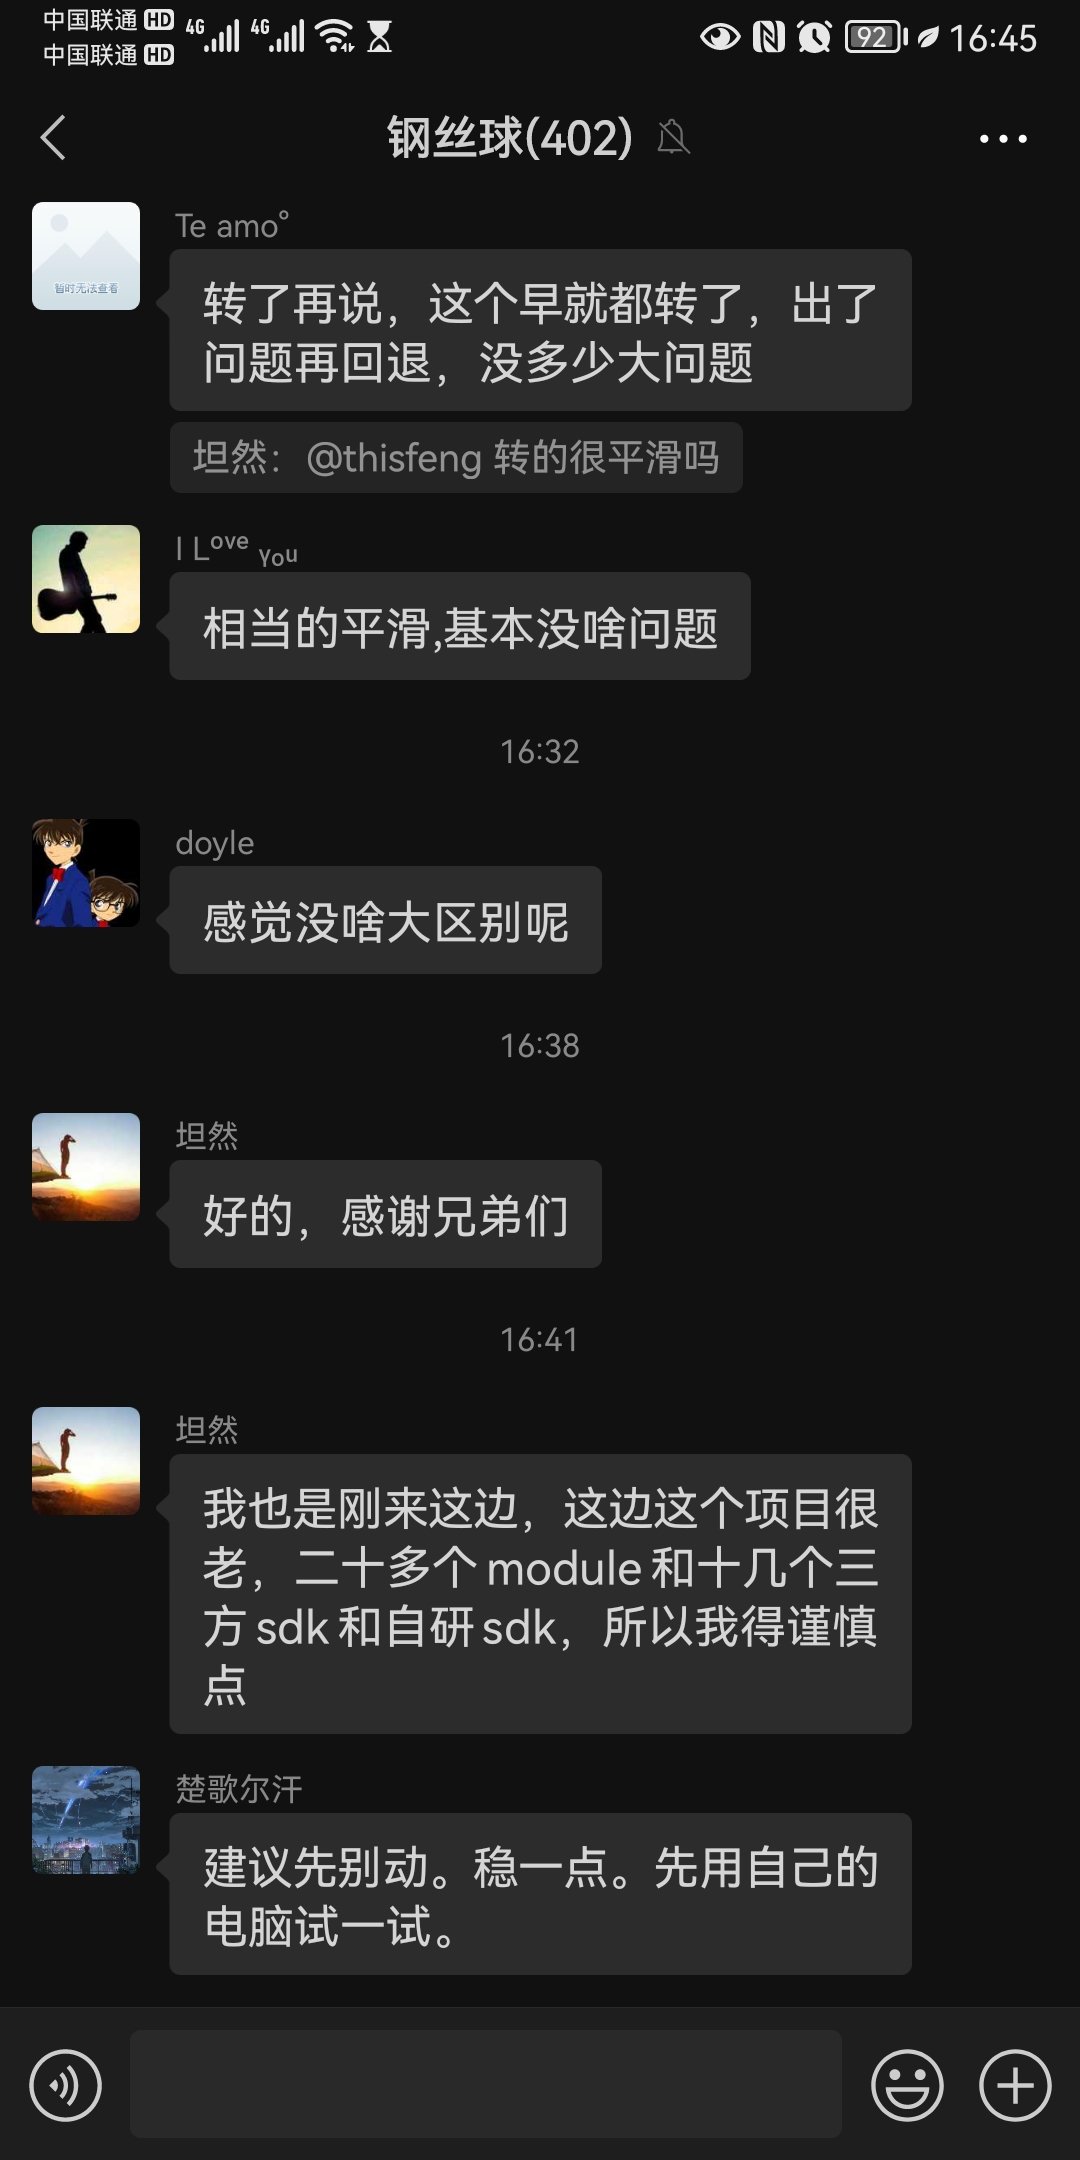 中国联通 HD 4G 4G 92 16:45
中国联通 HD
钢丝球(402)
Te amo°
暂时无法查看
转了再说，这个早就都转了，出了
问题再回退，没多少大问题
坦然：@thisfeng 转的很平滑吗
I Lᵒᵛᵉ ᵧₒᵤ
相当的平滑,基本没啥问题
16:32
doyle
感觉没啥大区别呢
16:38
坦然
好的，感谢兄弟们
16:41
坦然
我也是刚来这边，这边这个项目很
老，二十多个module和十几个三
方sdk和自研sdk，所以我得谨慎
点
楚歌尔汗
建议先别动。稳一点。先用自己的
电脑试一试。